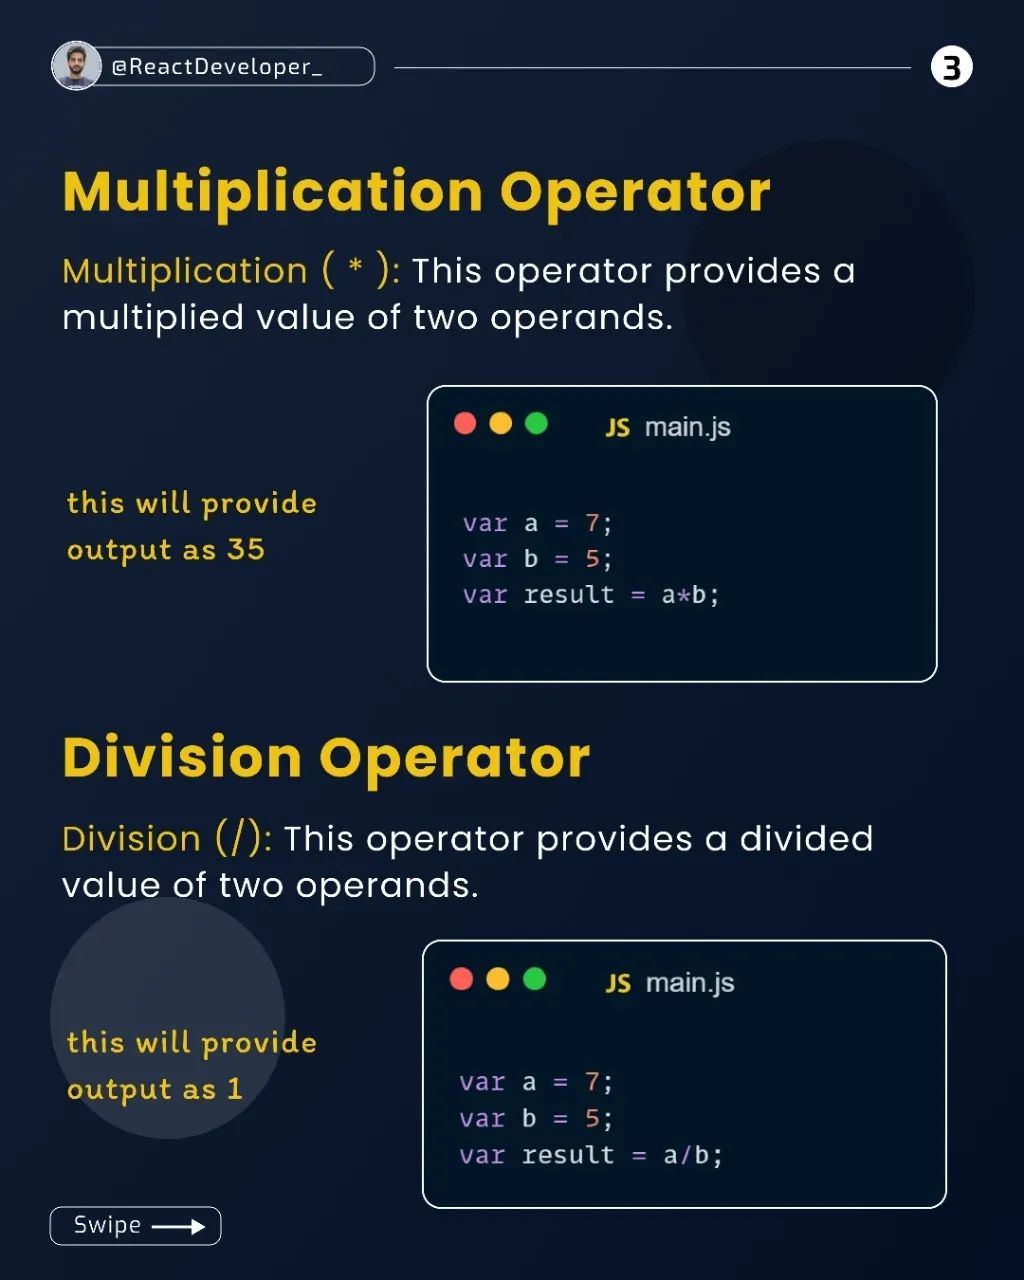 @ReactDeveloper_
3
Multiplication Operator
Multiplication ( * ): This operator provides a
multiplied value of two operands.
JS main.js
this will provide
output as 35
var a = 7;
var b = 5;
var result = a*b;
Division Operator
Division (/): This operator provides a divided
value of two operands.
JS main.js
this will provide
output as 1
var a = 7;
var b = 5;
var result = a/b;
Swipe